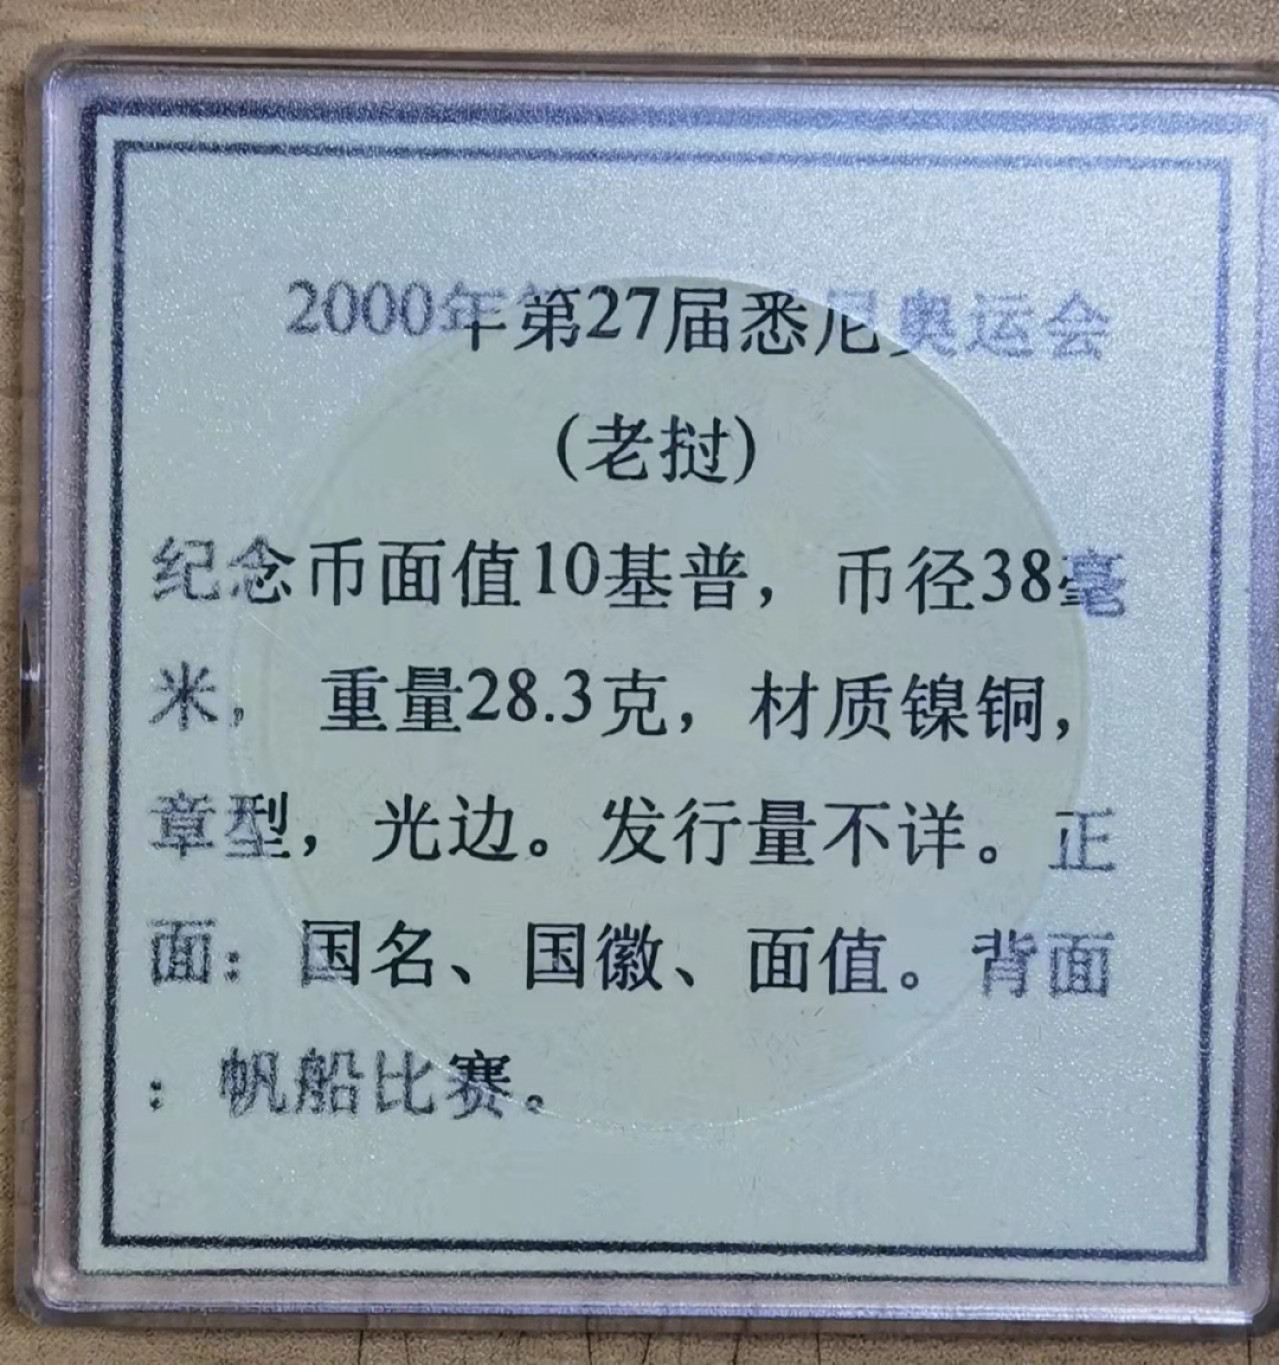 2000年第27届悉尼奥运会
(老挝)
纪念币面值10基普，币径38毫
米，重量28.3克，材质镍铜，
章型，光边。发行量不详。正
面：国名、国徽、面值。背面
：帆船比赛。